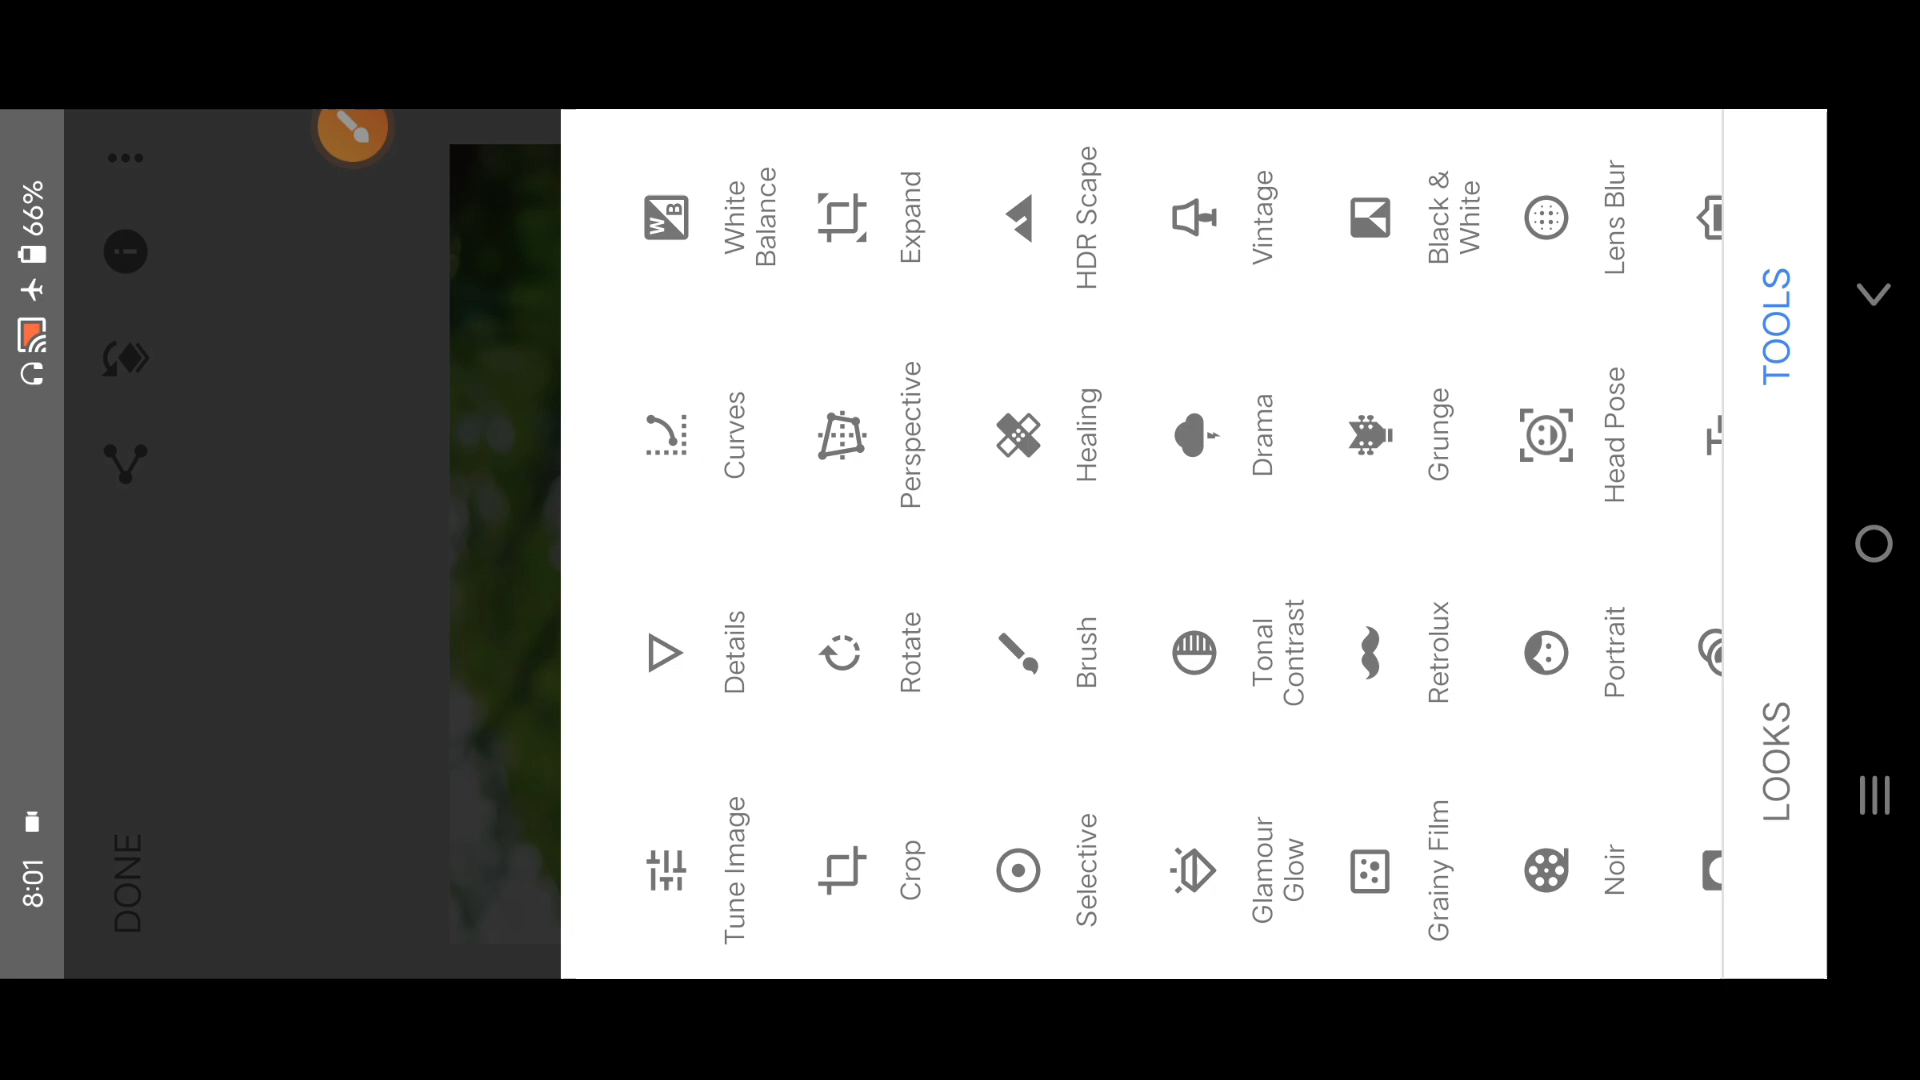 8:01
66%
DONE
Tune Image
Details
Curves
White
Balance
Crop
Rotate
Perspective
Expand
Selective
Brush
Healing
HDR Scape
Glamour
Glow
Tonal
Contrast
Drama
Vintage
Grainy Film
Retrolux
Grunge
Black &
White
Noir
Portrait
Head Pose
Lens Blur
LOOKS
TOOLS